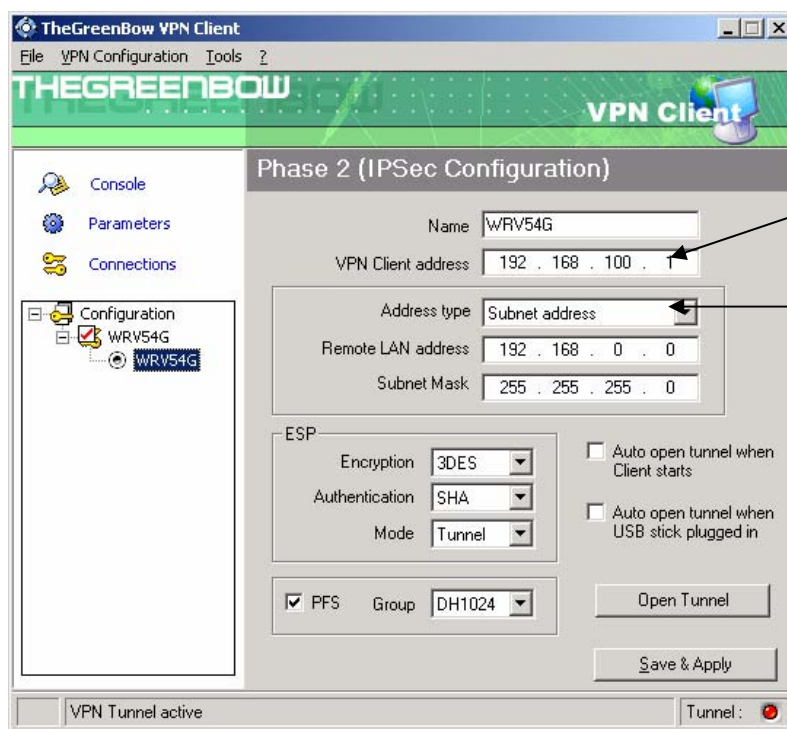 TheGreenBow VPN Client
File VPN Configuration Tools ?
THEGREENBOW
VPN Client
Console
Parameters
Connections
Configuration
WRV54G
WRV54G
Phase 2 (IPSec Configuration)
Name WRV54G
VPN Client address 192 . 168 . 100 . 1
Address type Subnet address
Remote LAN address 192 . 168 . 0 . 0
Subnet Mask 255 . 255 . 255 . 0
ESP
Encryption 3DES
Authentication SHA
Mode Tunnel
Auto open tunnel when
Client starts
Auto open tunnel when
USB stick plugged in
PFS Group DH1024
Open Tunnel
Save & Apply
VPN Tunnel active
Tunnel :